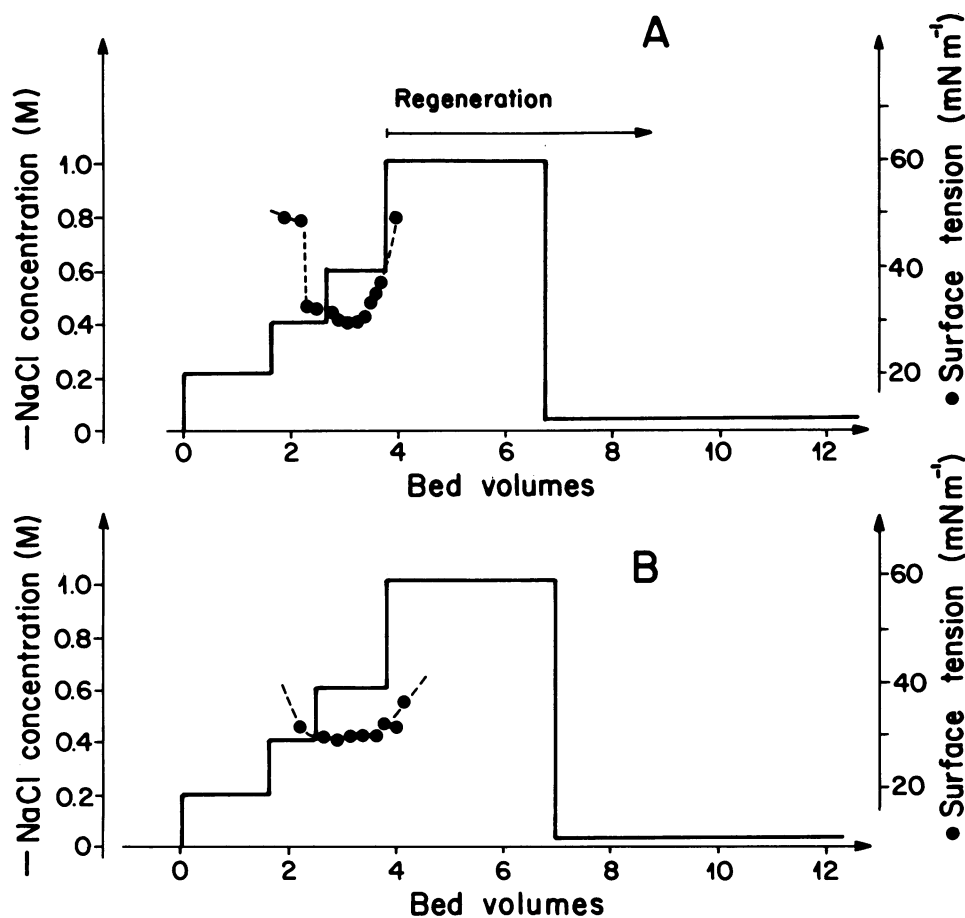 A
Regeneration
—NaCl concentration (M)
1.0
0.8
0.6
0.4
0.2
0
60
40
20
● Surface tension (mNm⁻¹)
0 2 4 6 8 10 12
Bed volumes
B
—NaCl concentration (M)
1.0
0.8
0.6
0.4
0.2
0
60
40
20
● Surface tension (mNm⁻¹)
0 2 4 6 8 10 12
Bed volumes